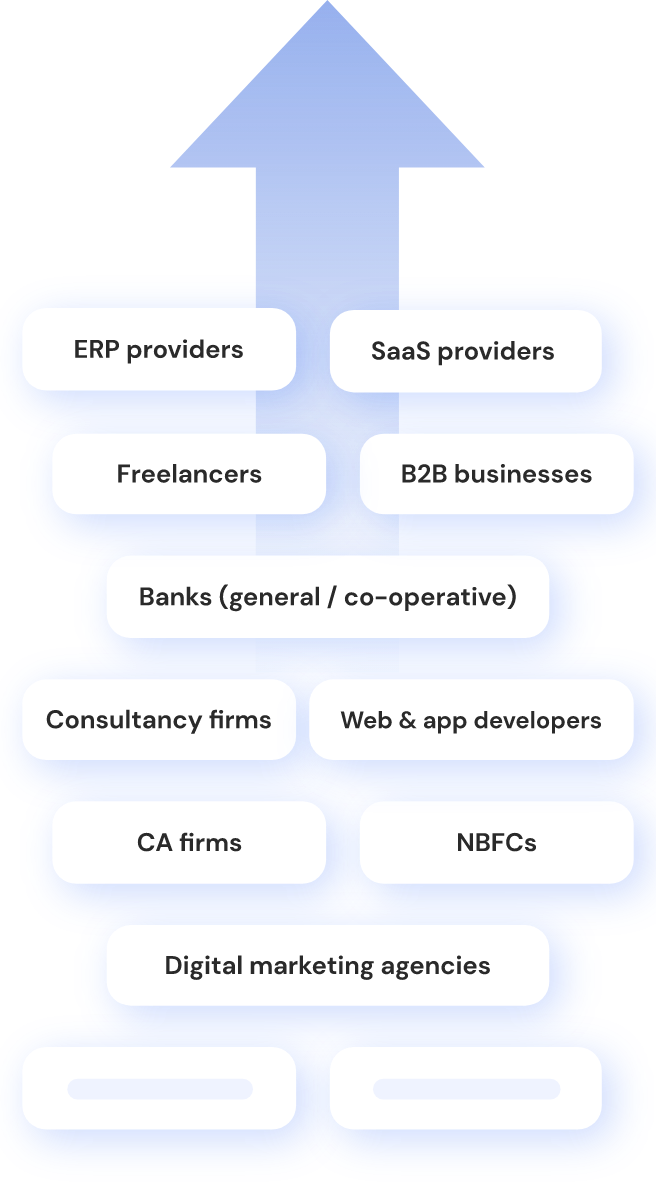 ERP providers
SaaS providers
Freelancers
B2B businesses
Banks (general / co-operative)
Consultancy firms
Web & app developers
CA firms
NBFCs
Digital marketing agencies